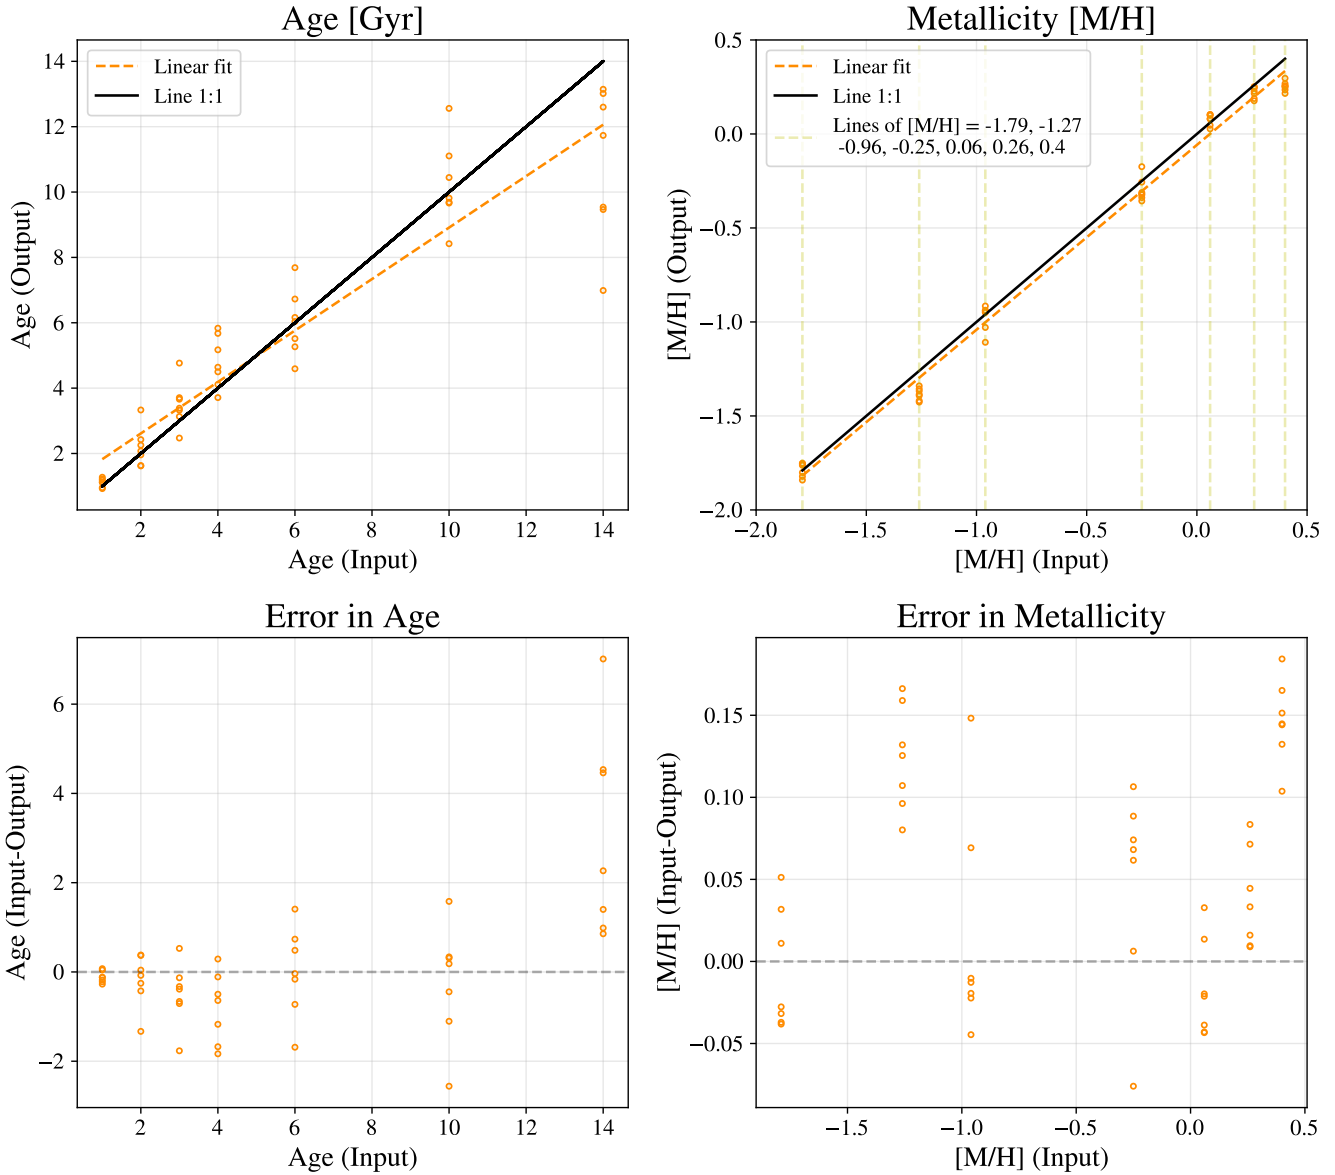 Age [Gyr]
Linear fit
Line 1:1
14
12
10
8
6
4
2
Age (Output)
2 4 6 8 10 12 14
Age (Input)
Metallicity [M/H]
Linear fit
Line 1:1
Lines of [M/H] = -1.79, -1.27
-0.96, -0.25, 0.06, 0.26, 0.4
0.5
0.0
−0.5
−1.0
−1.5
−2.0
[M/H] (Output)
−2.0 −1.5 −1.0 −0.5 0.0 0.5
[M/H] (Input)
Error in Age
6
4
2
0
−2
Age (Input-Output)
2 4 6 8 10 12 14
Age (Input)
Error in Metallicity
0.15
0.10
0.05
0.00
−0.05
[M/H] (Input-Output)
−1.5 −1.0 −0.5 0.0 0.5
[M/H] (Input)